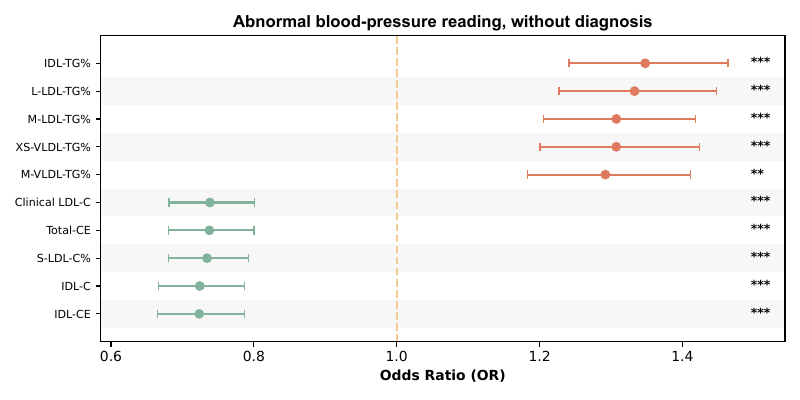 Abnormal blood-pressure reading, without diagnosis
IDL-TG% ***
L-LDL-TG% ***
M-LDL-TG% ***
XS-VLDL-TG% ***
M-VLDL-TG% **
Clinical LDL-C ***
Total-CE ***
S-LDL-C% ***
IDL-C ***
IDL-CE ***
0.6 0.8 1.0 1.2 1.4
Odds Ratio (OR)